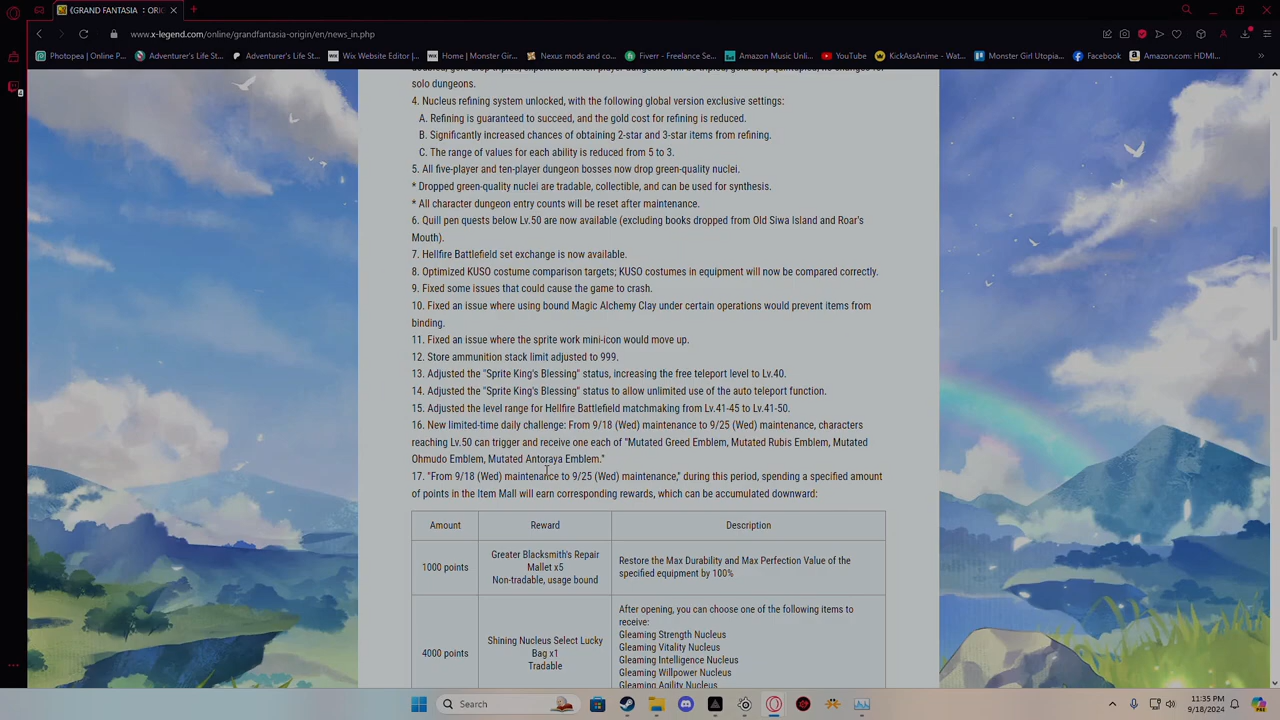 《GRAND FANTASIA ： ORIG
www.x-legend.com/online/grandfantasia-origin/en/news_in.php
Photopea | Online P...
Adventurer's Life St...
Adventurer's Life St...
Wix Website Editor |...
Home | Monster Girl...
Nexus mods and co...
Fiverr - Freelance Se...
Amazon Music Unli...
YouTube
KickAssAnime - Wat...
Monster Girl Utopia...
Facebook
Amazon.com: HDMI...
solo dungeons.
4. Nucleus refining system unlocked, with the following global version exclusive settings:
A. Refining is guaranteed to succeed, and the gold cost for refining is reduced.
B. Significantly increased chances of obtaining 2-star and 3-star items from refining.
C. The range of values for each ability is reduced from 5 to 3.
5. All five-player and ten-player dungeon bosses now drop green-quality nuclei.
* Dropped green-quality nuclei are tradable, collectible, and can be used for synthesis.
* All character dungeon entry counts will be reset after maintenance.
6. Quill pen quests below Lv.50 are now available (excluding books dropped from Old Siwa Island and Roar's
Mouth).
7. Hellfire Battlefield set exchange is now available.
8. Optimized KUSO costume comparison targets; KUSO costumes in equipment will now be compared correctly.
9. Fixed some issues that could cause the game to crash.
10. Fixed an issue where using bound Magic Alchemy Clay under certain operations would prevent items from
binding.
11. Fixed an issue where the sprite work mini-icon would move up.
12. Store ammunition stack limit adjusted to 999.
13. Adjusted the "Sprite King's Blessing" status, increasing the free teleport level to Lv.40.
14. Adjusted the "Sprite King's Blessing" status to allow unlimited use of the auto teleport function.
15. Adjusted the level range for Hellfire Battlefield matchmaking from Lv.41-45 to Lv.41-50.
16. New limited-time daily challenge: From 9/18 (Wed) maintenance to 9/25 (Wed) maintenance, characters
reaching Lv.50 can trigger and receive one each of "Mutated Greed Emblem, Mutated Rubis Emblem, Mutated
Ohmudo Emblem, Mutated Antoraya Emblem."
17. "From 9/18 (Wed) maintenance to 9/25 (Wed) maintenance," during this period, spending a specified amount
of points in the Item Mall will earn corresponding rewards, which can be accumulated downward:
Amount
Reward
Description
1000 points
Greater Blacksmith's Repair
Mallet x5
Non-tradable, usage bound
Restore the Max Durability and Max Perfection Value of the
specified equipment by 100%
4000 points
Shining Nucleus Select Lucky
Bag x1
Tradable
After opening, you can choose one of the following items to
receive:
Gleaming Strength Nucleus
Gleaming Vitality Nucleus
Gleaming Intelligence Nucleus
Gleaming Willpower Nucleus
Gleaming Agility Nucleus
Search
11:35 PM
9/18/2024